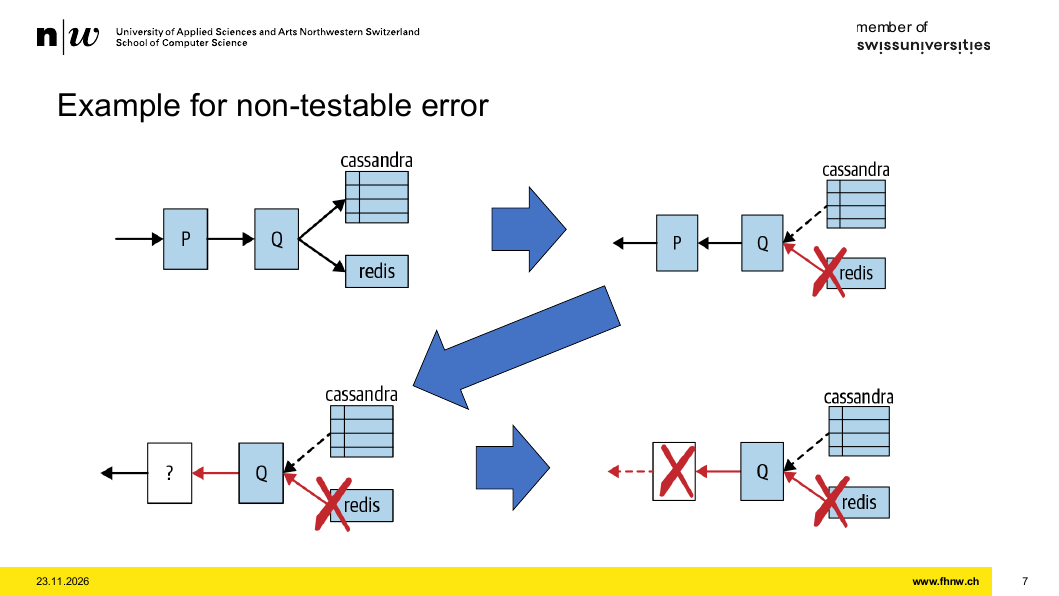 n|w University of Applied Sciences and Arts Northwestern Switzerland
School of Computer Science
member of
swissuniversities
Example for non-testable error
cassandra
P
Q
redis
cassandra
P
Q
redis
cassandra
?
Q
redis
cassandra
Q
redis
23.11.2026
www.fhnw.ch
7